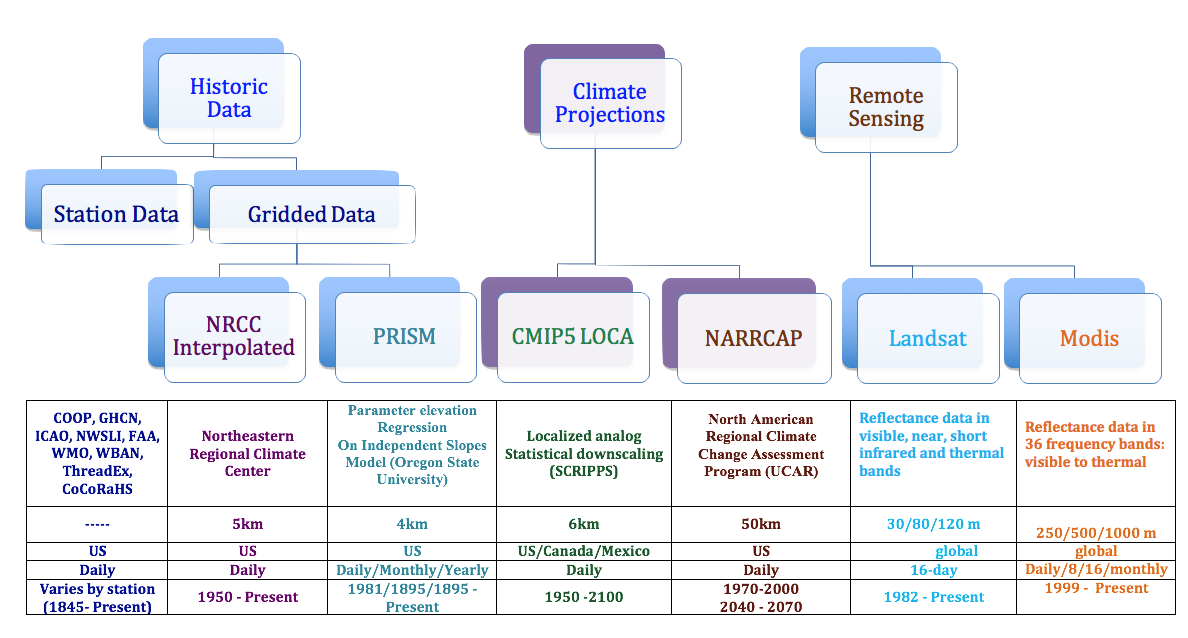 Historic
Data
Climate
Projections
Remote
Sensing
Station Data
Gridded Data
NRCC
Interpolated
PRISM
CMIP5 LOCA
NARRCAP
Landsat
Modis
COOP, GHCN,
ICAO, NWSLI, FAA,
WMO, WBAN,
ThreadEx,
CoCoRaHS
Northeastern
Regional Climate
Center
Parameter elevation
Regression
On Independent Slopes
Model (Oregon State
University)
Localized analog
Statistical downscaling
(SCRIPPS)
North American
Regional Climate
Change Assessment
Program (UCAR)
Reflectance data in
visible, near, short
infrared and thermal
bands
Reflectance data in
36 frequency bands:
visible to thermal
-----
5km
4km
6km
50km
30/80/120 m
250/500/1000 m
US
US
US
US/Canada/Mexico
US
global
global
Daily
Daily
Daily/Monthly/Yearly
Daily
Daily
16-day
Daily/8/16/monthly
Varies by station
(1845- Present)
1950 - Present
1981/1895/1895 -
Present
1950 -2100
1970-2000
2040 - 2070
1982 - Present
1999 - Present